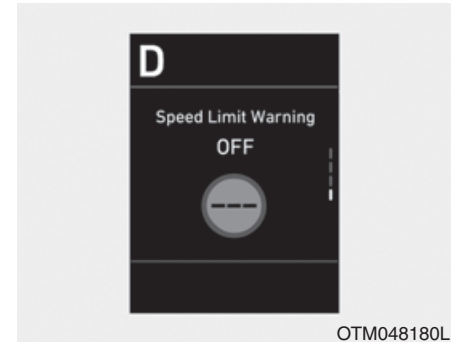 D
Speed Limit Warning
OFF
---
OTM048180L